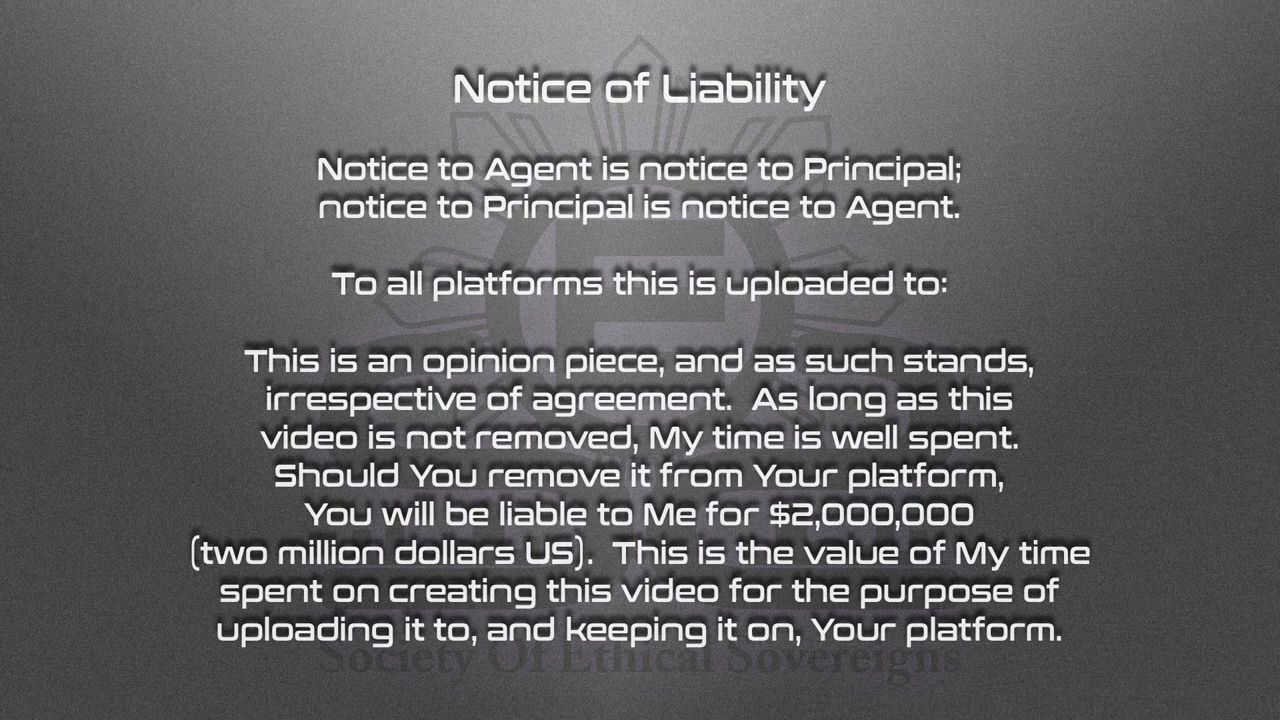 Notice of Liability
Notice to Agent is notice to Principal;
notice to Principal is notice to Agent.
To all platforms this is uploaded to:
This is an opinion piece, and as such stands,
irrespective of agreement.  As long as this
video is not removed, My time is well spent.
Should You remove it from Your platform,
You will be liable to Me for $2,000,000
(two million dollars US).  This is the value of My time
spent on creating this video for the purpose of
uploading it to, and keeping it on, Your platform.
Society Of Ethical Sovereigns